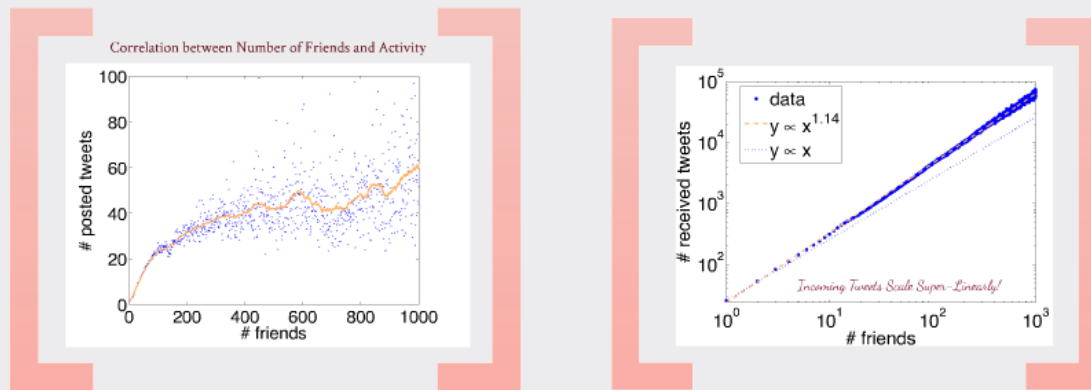 Correlation between Number of Friends and Activity
100
80
60
40
20
0
# posted tweets
0 200 400 600 800 1000
# friends
10^5
10^4
10^3
10^2
# received tweets
data
y ∝ x^1.14
y ∝ x
Incoming Tweets Scale Super-Linearly!
10^0 10^1 10^2 10^3
# friends